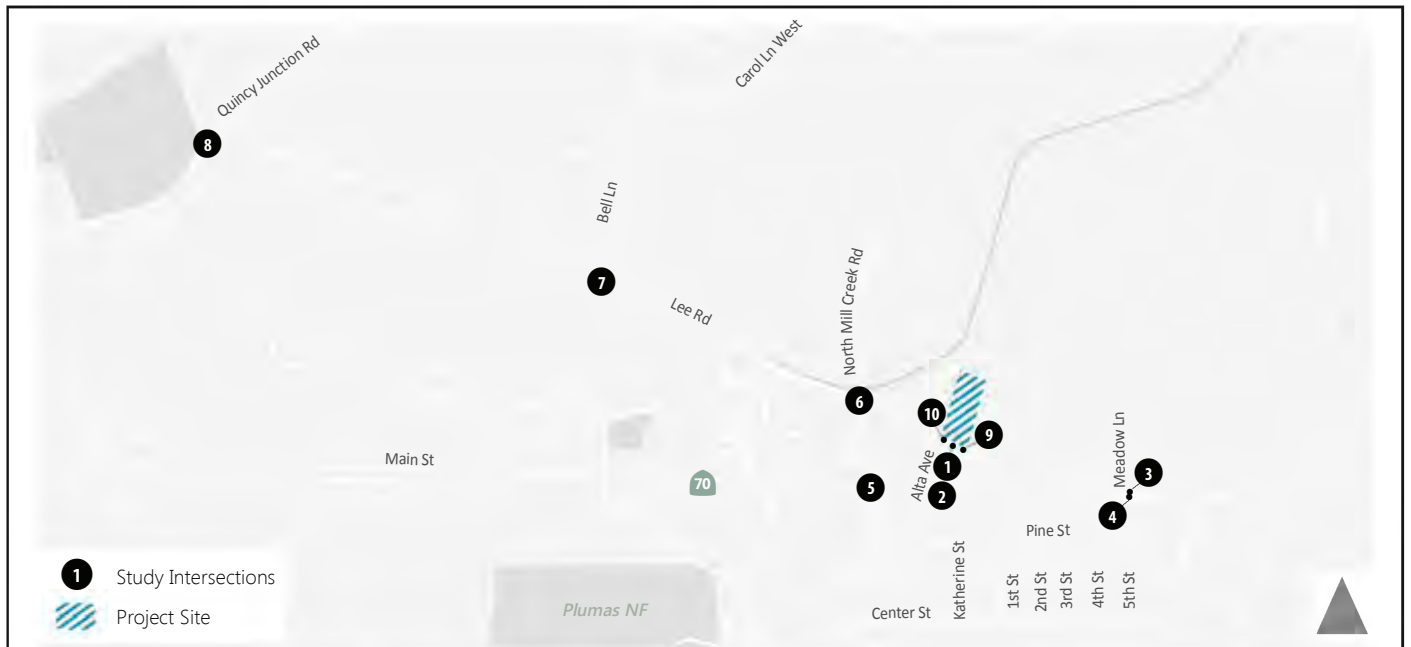 Carol Ln West
Quincy Junction Rd
8
Bell Ln
7
Lee Rd
North Mill Creek Rd
6
10
9
Main St
70
5
Alta Ave
1
2
Meadow Ln
3
4
Pine St
Katherine St
1st St
2nd St
3rd St
4th St
5th St
Center St
Plumas NF
1 Study Intersections
Project Site